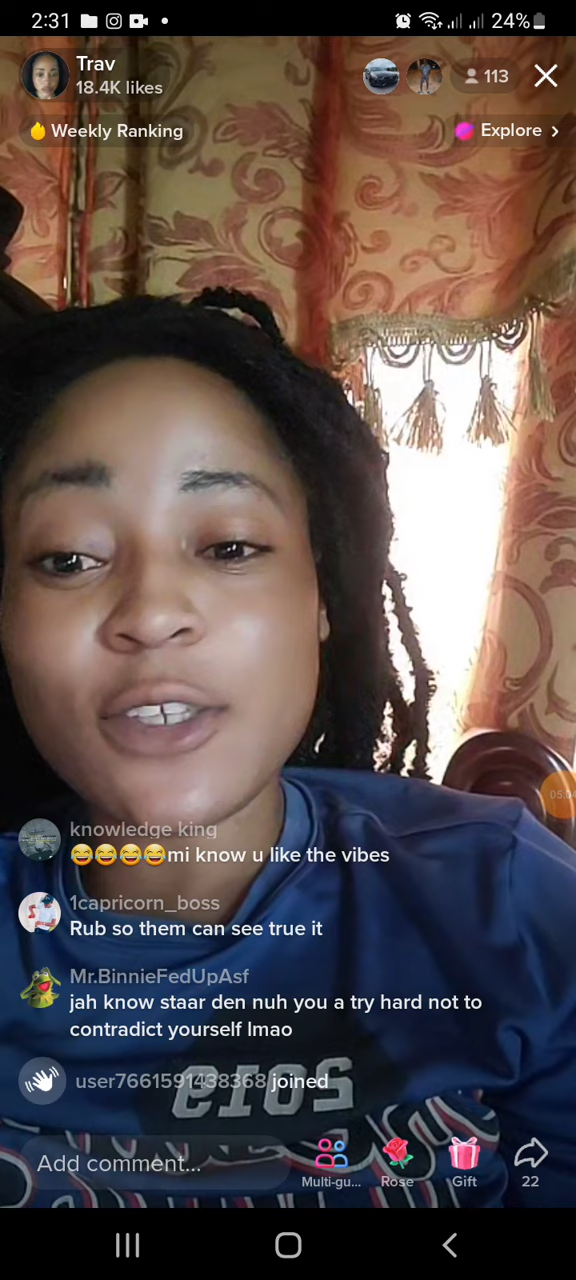 2:31
24%
Trav
18.4K likes
113
Weekly Ranking
Explore >
05:04
knowledge king
😂😂😂😂mi know u like the vibes
1capricorn_boss
Rub so them can see true it
Mr.BinnieFedUpAsf
jah know staar den nuh you a try hard not to
contradict yourself lmao
user7661591438368 joined
Add comment...
Multi-gu...
Rose
Gift
22